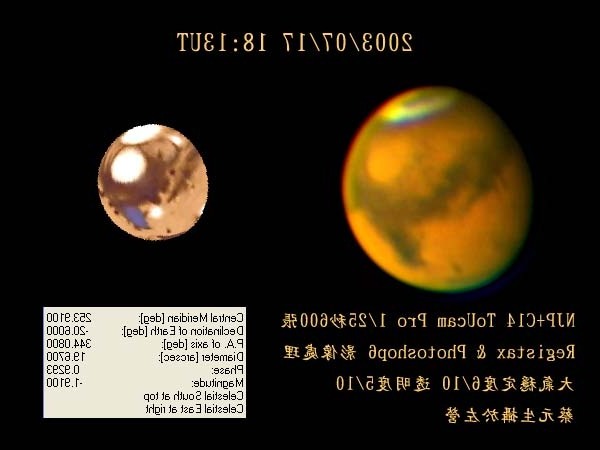 2003/07/17 18:13UT
NJP+C14 ToUcam Pro 1/25秒600張
Registax & Photoshop6 影像處理
大氣穩定度6/10 透明度5/10
蔡元生攝於左營
Central Meridian [deg]: 253.9100
Declination of Earth [deg]: -20.6000
P.A. of axis [deg]: 344.0800
Diameter [arcsec]: 19.6700
Phase: 0.9293
Magnitude: -1.9100
Celestial South at top
Celestial East at right